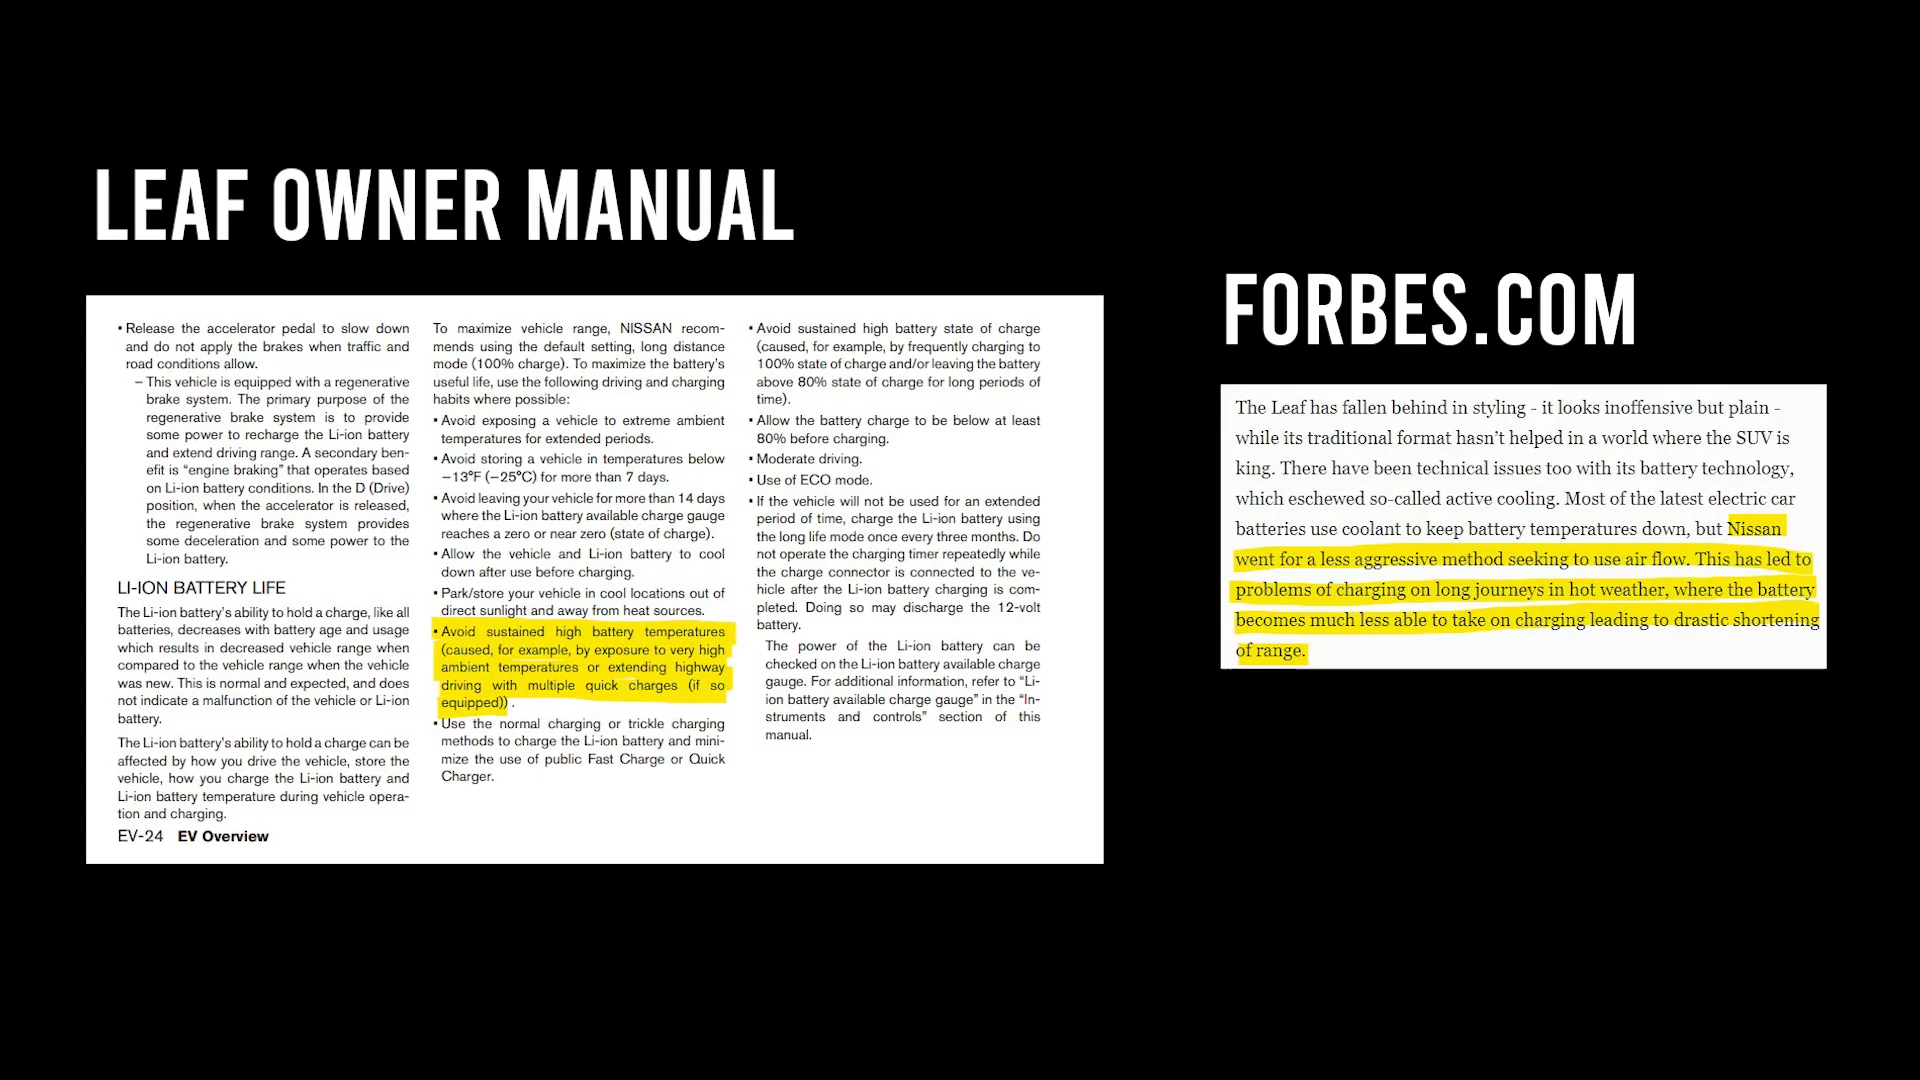 LEAF OWNER MANUAL
• Release the accelerator pedal to slow down
and do not apply the brakes when traffic and
road conditions allow.
– This vehicle is equipped with a regenerative
brake system. The primary purpose of the
regenerative brake system is to provide
some power to recharge the Li-ion battery
and extend driving range. A secondary ben-
efit is “engine braking” that operates based
on Li-ion battery conditions. In the D (Drive)
position, when the accelerator is released,
the regenerative brake system provides
some deceleration and some power to the
Li-ion battery.
LI-ION BATTERY LIFE
The Li-ion battery’s ability to hold a charge, like all
batteries, decreases with battery age and usage
which results in decreased vehicle range when
compared to the vehicle range when the vehicle
was new. This is normal and expected, and does
not indicate a malfunction of the vehicle or Li-ion
battery.
The Li-ion battery’s ability to hold a charge can be
affected by how you drive the vehicle, store the
vehicle, how you charge the Li-ion battery and
Li-ion battery temperature during vehicle opera-
tion and charging.
EV-24 EV Overview
To maximize vehicle range, NISSAN recom-
mends using the default setting, long distance
mode (100% charge). To maximize the battery’s
useful life, use the following driving and charging
habits where possible:
• Avoid exposing a vehicle to extreme ambient
temperatures for extended periods.
• Avoid storing a vehicle in temperatures below
−13°F (−25°C) for more than 7 days.
• Avoid leaving your vehicle for more than 14 days
where the Li-ion battery available charge gauge
reaches a zero or near zero (state of charge).
• Allow the vehicle and Li-ion battery to cool
down after use before charging.
• Park/store your vehicle in cool locations out of
direct sunlight and away from heat sources.
• Avoid sustained high battery temperatures
(caused, for example, by exposure to very high
ambient temperatures or extending highway
driving with multiple quick charges (if so
equipped)) .
• Use the normal charging or trickle charging
methods to charge the Li-ion battery and mini-
mize the use of public Fast Charge or Quick
Charger.
• Avoid sustained high battery state of charge
(caused, for example, by frequently charging to
100% state of charge and/or leaving the battery
above 80% state of charge for long periods of
time).
• Allow the battery charge to be below at least
80% before charging.
• Moderate driving.
• Use of ECO mode.
• If the vehicle will not be used for an extended
period of time, charge the Li-ion battery using
the long life mode once every three months. Do
not operate the charging timer repeatedly while
the charge connector is connected to the ve-
hicle after the Li-ion battery charging is com-
pleted. Doing so may discharge the 12-volt
battery.
The power of the Li-ion battery can be
checked on the Li-ion battery available charge
gauge. For additional information, refer to “Li-
ion battery available charge gauge” in the “In-
struments and controls” section of this
manual.
FORBES.COM
The Leaf has fallen behind in styling - it looks inoffensive but plain -
while its traditional format hasn’t helped in a world where the SUV is
king. There have been technical issues too with its battery technology,
which eschewed so-called active cooling. Most of the latest electric car
batteries use coolant to keep battery temperatures down, but Nissan
went for a less aggressive method seeking to use air flow. This has led to
problems of charging on long journeys in hot weather, where the battery
becomes much less able to take on charging leading to drastic shortening
of range.